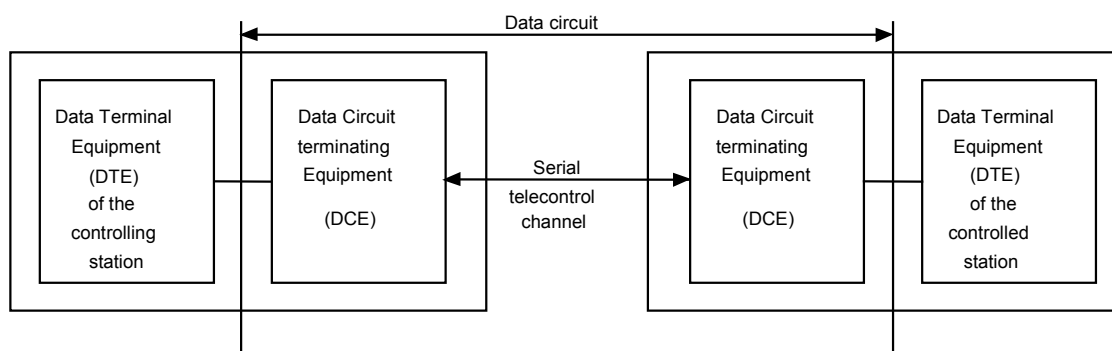 Data circuit
Data Terminal
Equipment
(DTE)
of the
controlling
station
Data Circuit
terminating
Equipment
(DCE)
Serial
telecontrol
channel
Data Circuit
terminating
Equipment
(DCE)
Data Terminal
Equipment
(DTE)
of the
controlled
station